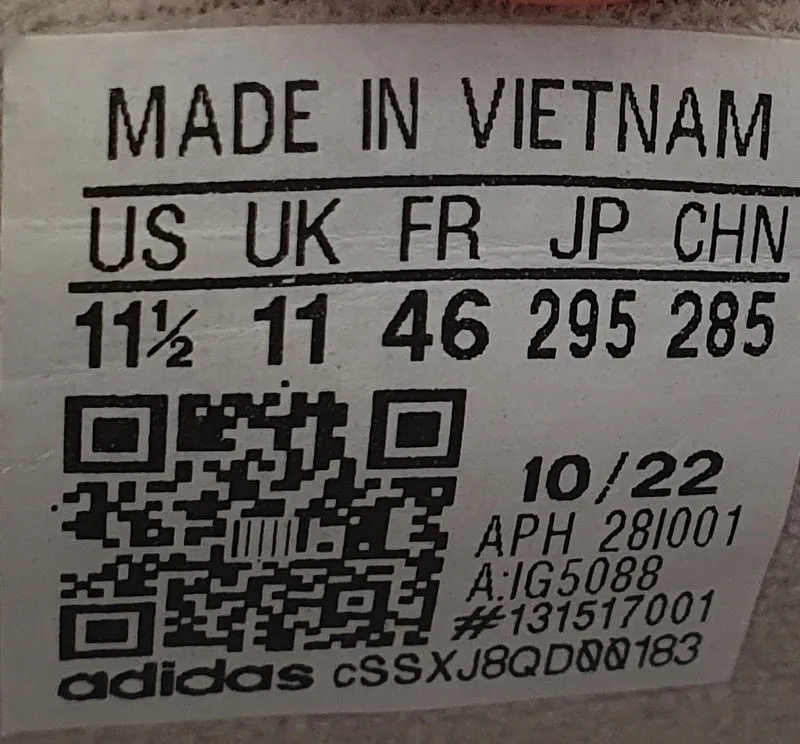 MADE IN VIETNAM
US UK FR JP CHN
11½ 11 46 295 285
10/22
APH 28I001
A:IG5088
#131517001
adidas cSSXJ8QD00183